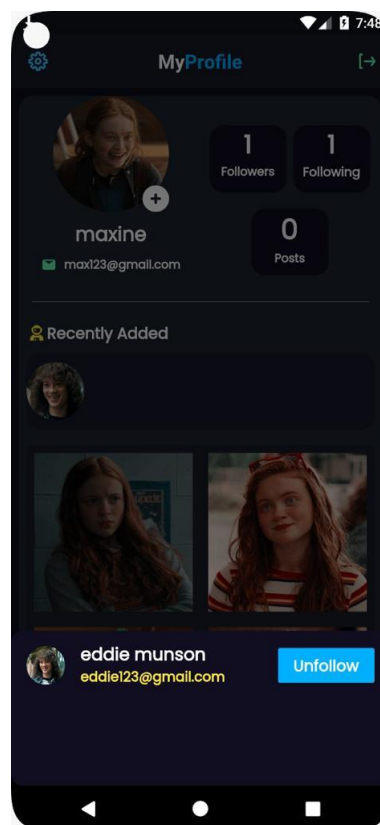 7:48
MyProfile
1
Followers
1
Following
maxine
max123@gmail.com
0
Posts
Recently Added
eddie munson
eddie123@gmail.com
Unfollow